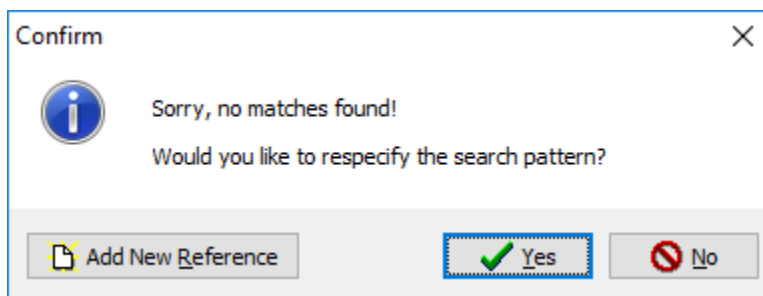 Confirm
Sorry, no matches found!
Would you like to respecify the search pattern?
Add New Reference
Yes
No